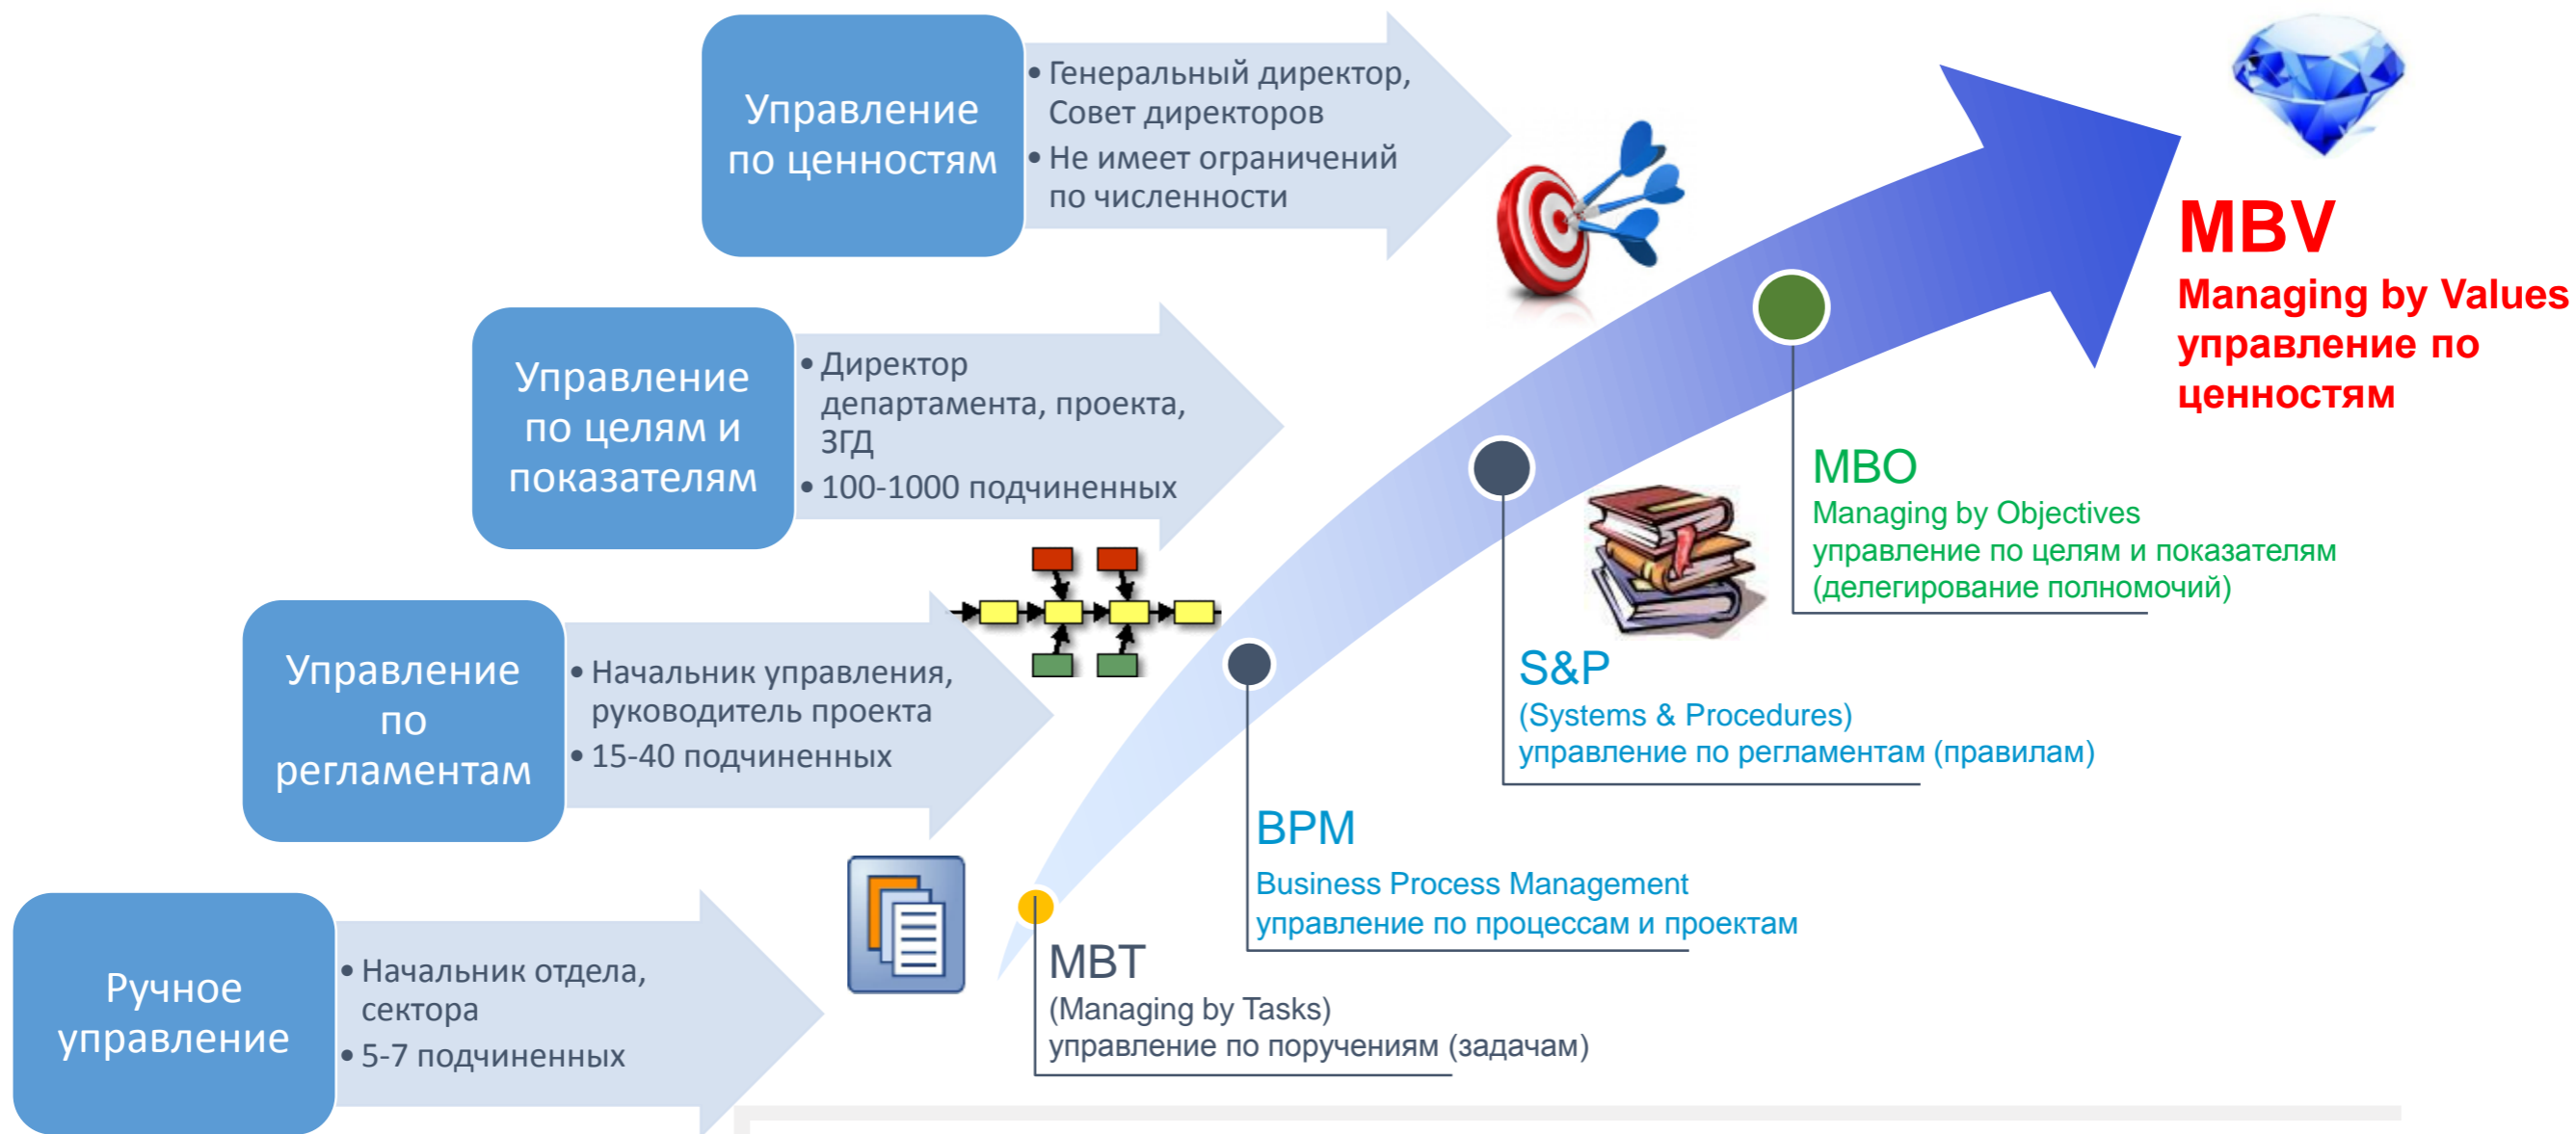 Управление
по ценностям
• Генеральный директор,
Совет директоров
• Не имеет ограничений
по численности
Управление
по целям и
показателям
• Директор
департамента, проекта,
ЗГД
• 100-1000 подчиненных
Управление
по
регламентам
• Начальник управления,
руководитель проекта
• 15-40 подчиненных
Ручное
управление
• Начальник отдела,
сектора
• 5-7 подчиненных
MBV
Managing by Values
управление по
ценностям
MBO
Managing by Objectives
управление по целям и показателям
(делегирование полномочий)
S&P
(Systems & Procedures)
управление по регламентам (правилам)
BPM
Business Process Management
управление по процессам и проектам
MBT
(Managing by Tasks)
управление по поручениям (задачам)